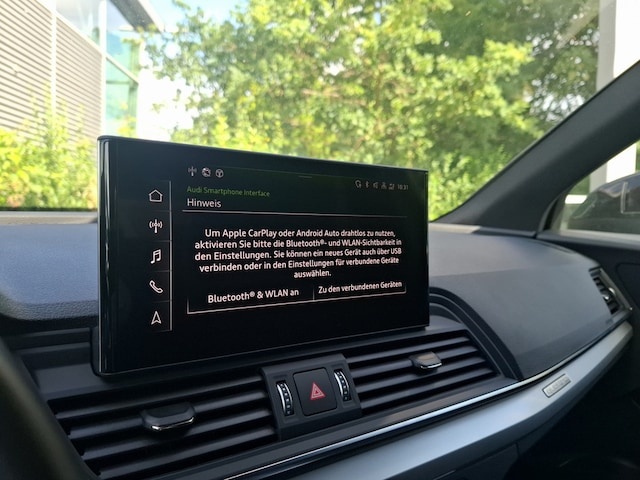 18:31
Audi Smartphone Interface
Hinweis
Um Apple CarPlay oder Android Auto drahtlos zu nutzen,
aktivieren Sie bitte die Bluetooth®- und WLAN-Sichtbarkeit in
den Einstellungen. Sie können ein neues Gerät auch über USB
verbinden oder in den Einstellungen für verbundene Geräte
auswählen.
Bluetooth® & WLAN an
Zu den verbundenen Geräten